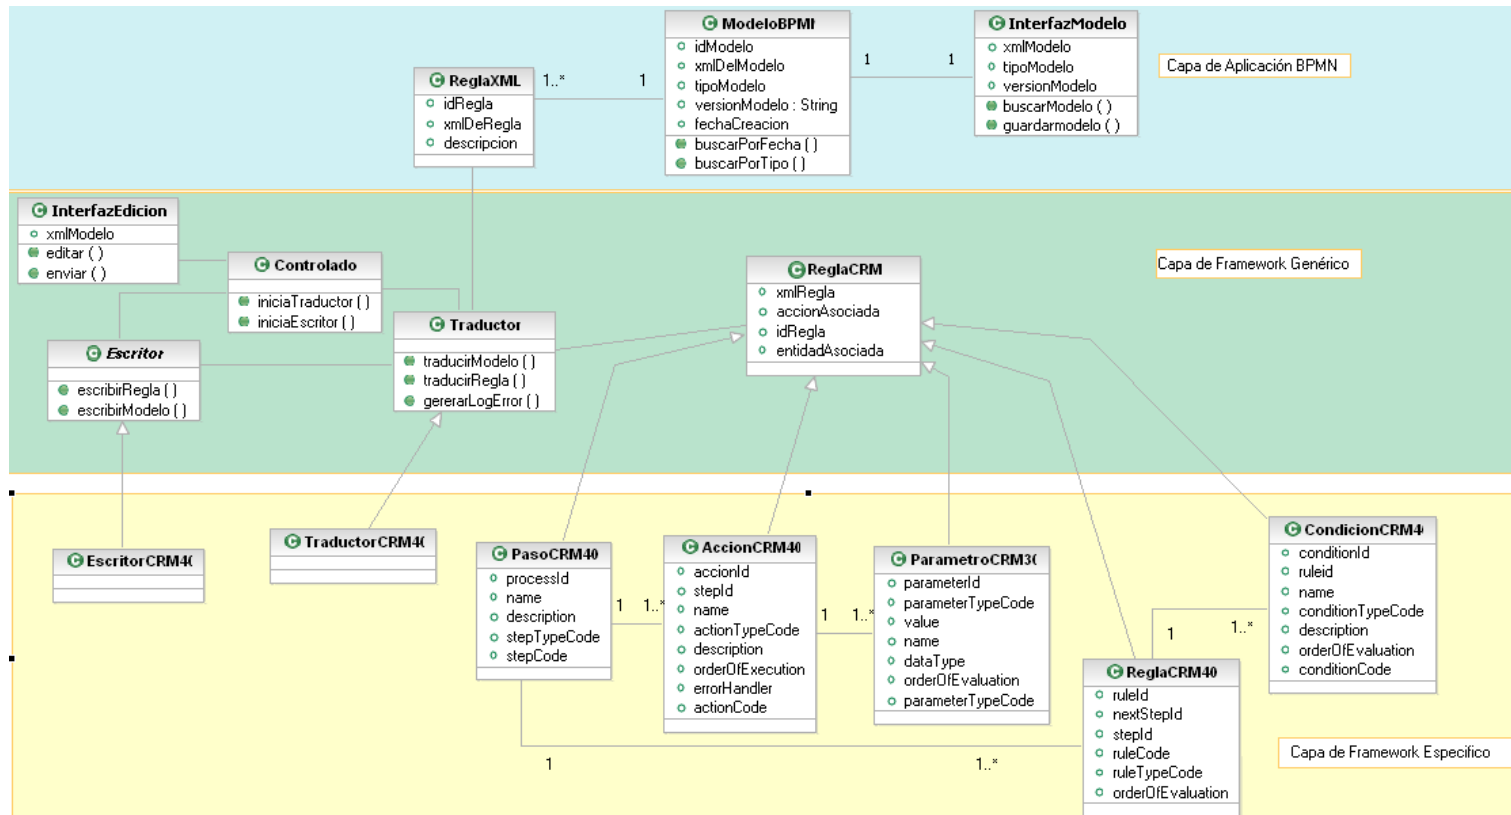 ModeloBPMN
idModelo
xmlDelModelo
tipoModelo
versionModelo : String
fechaCreacion
buscarPorFecha ( )
buscarPorTipo ( )
1
1
InterfazModelo
xmlModelo
tipoModelo
versionModelo
buscarModelo ( )
guardarmodelo ( )
Capa de Aplicación BPMN
ReglaXML
idRegla
xmlDeRegla
descripcion
1..*
1
InterfazEdicion
xmlModelo
editar ( )
enviar ( )
Controlado
iniciaTraductor ( )
iniciaEscritor ( )
Escritor
escribirRegla ( )
escribirModelo ( )
Traductor
traducirModelo ( )
traducirRegla ( )
gererarLogError ( )
ReglaCRM
xmlRegla
accionAsociada
idRegla
entidadAsociada
Capa de Framework Genérico
EscritorCRM4(
TraductorCRM4(
PasoCRM40
processId
name
description
stepTypeCode
stepCode
1
1..*
AccionCRM40
accionId
stepId
name
actionTypeCode
description
orderOfExecution
errorHandler
actionCode
1
1..*
ParametroCRM3(
parameterId
parameterTypeCode
value
name
dataType
orderOfEvaluation
parameterTypeCode
CondicionCRM4(
conditionId
ruleid
name
conditionTypeCode
description
orderOfEvaluation
conditionCode
1
1..*
ReglaCRM40
ruleId
nextStepId
stepId
ruleCode
ruleTypeCode
orderOfEvaluation
1
1..*
Capa de Framework Especifico